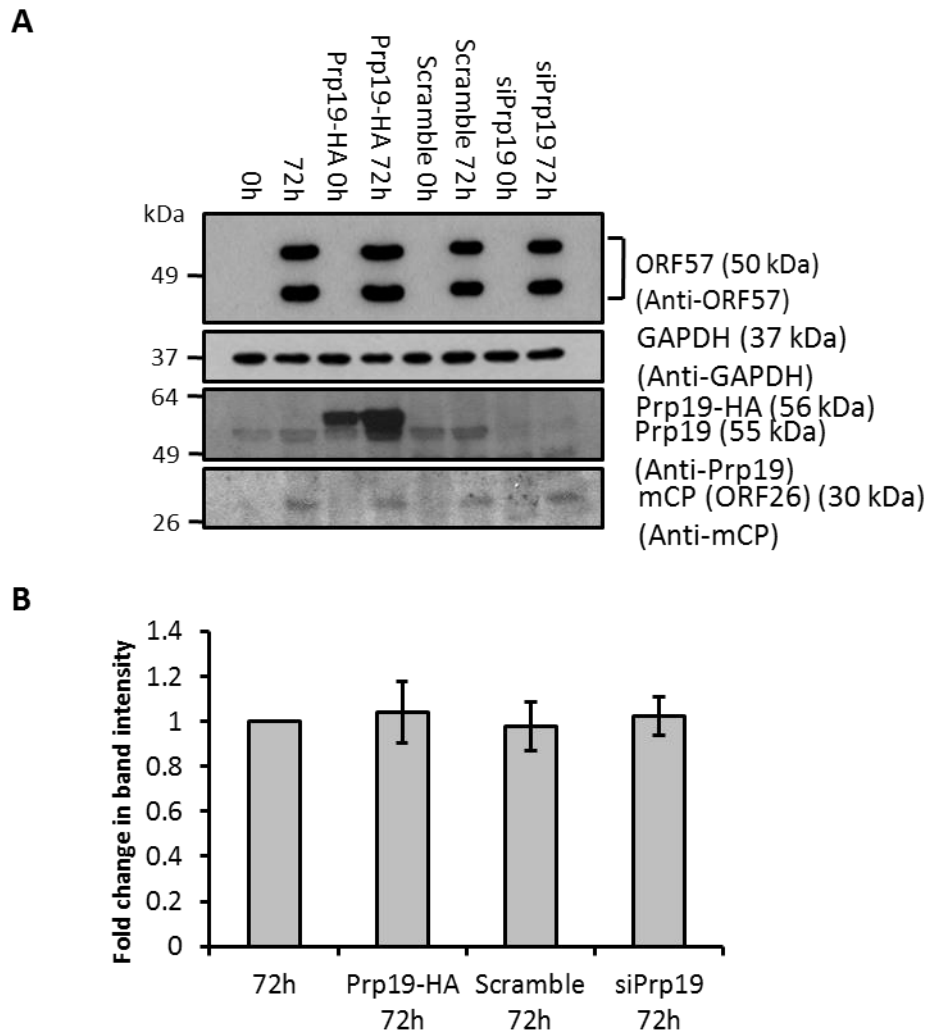 A
0h
72h
Prp19-HA 0h
Prp19-HA 72h
Scramble 0h
Scramble 72h
siPrp19 0h
siPrp19 72h
kDa
49
ORF57 (50 kDa)
(Anti-ORF57)
37
GAPDH (37 kDa)
(Anti-GAPDH)
64
Prp19-HA (56 kDa)
Prp19 (55 kDa)
49
(Anti-Prp19)
mCP (ORF26) (30 kDa)
26
(Anti-mCP)
B
Fold change in band intensity
1.4
1.2
1
0.8
0.6
0.4
0.2
0
72h
Prp19-HA
72h
Scramble
72h
siPrp19
72h